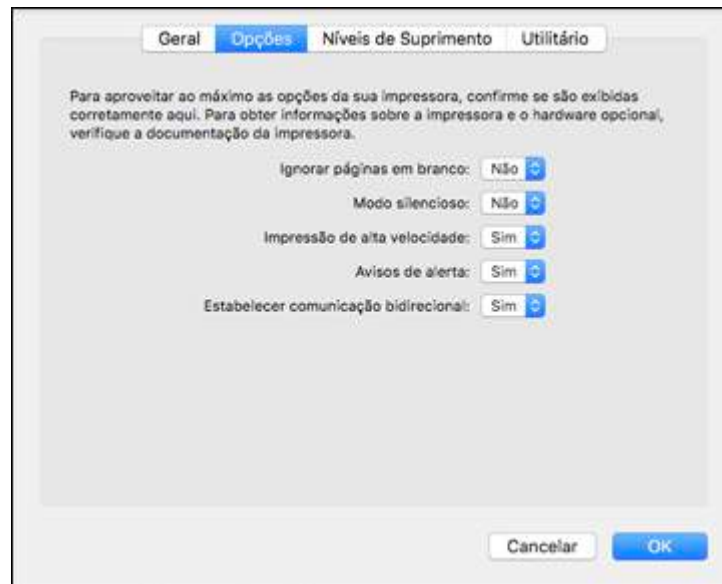 Geral Opções Níveis de Suprimento Utilitário
Para aproveitar ao máximo as opções da sua impressora, confirme se são exibidas
corretamente aqui. Para obter informações sobre a impressora e o hardware opcional,
verifique a documentação da impressora.
Ignorar páginas em branco: Não
Modo silencioso: Não
Impressão de alta velocidade: Sim
Avisos de alerta: Sim
Estabelecer comunicação bidirecional: Sim
Cancelar OK